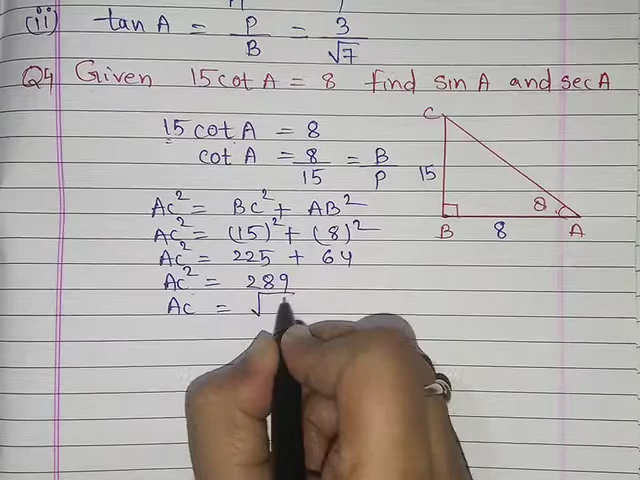 (ii) tan A = P/B = 3/√7
Q4 Given 15 cot A = 8 find sin A and sec A
15 cot A = 8
cot A = 8/15 = B/P
AC² = BC² + AB²
AC² = (15)² + (8)²
AC² = 225 + 64
AC² = 289
AC = √
C
15
θ
B
8
A